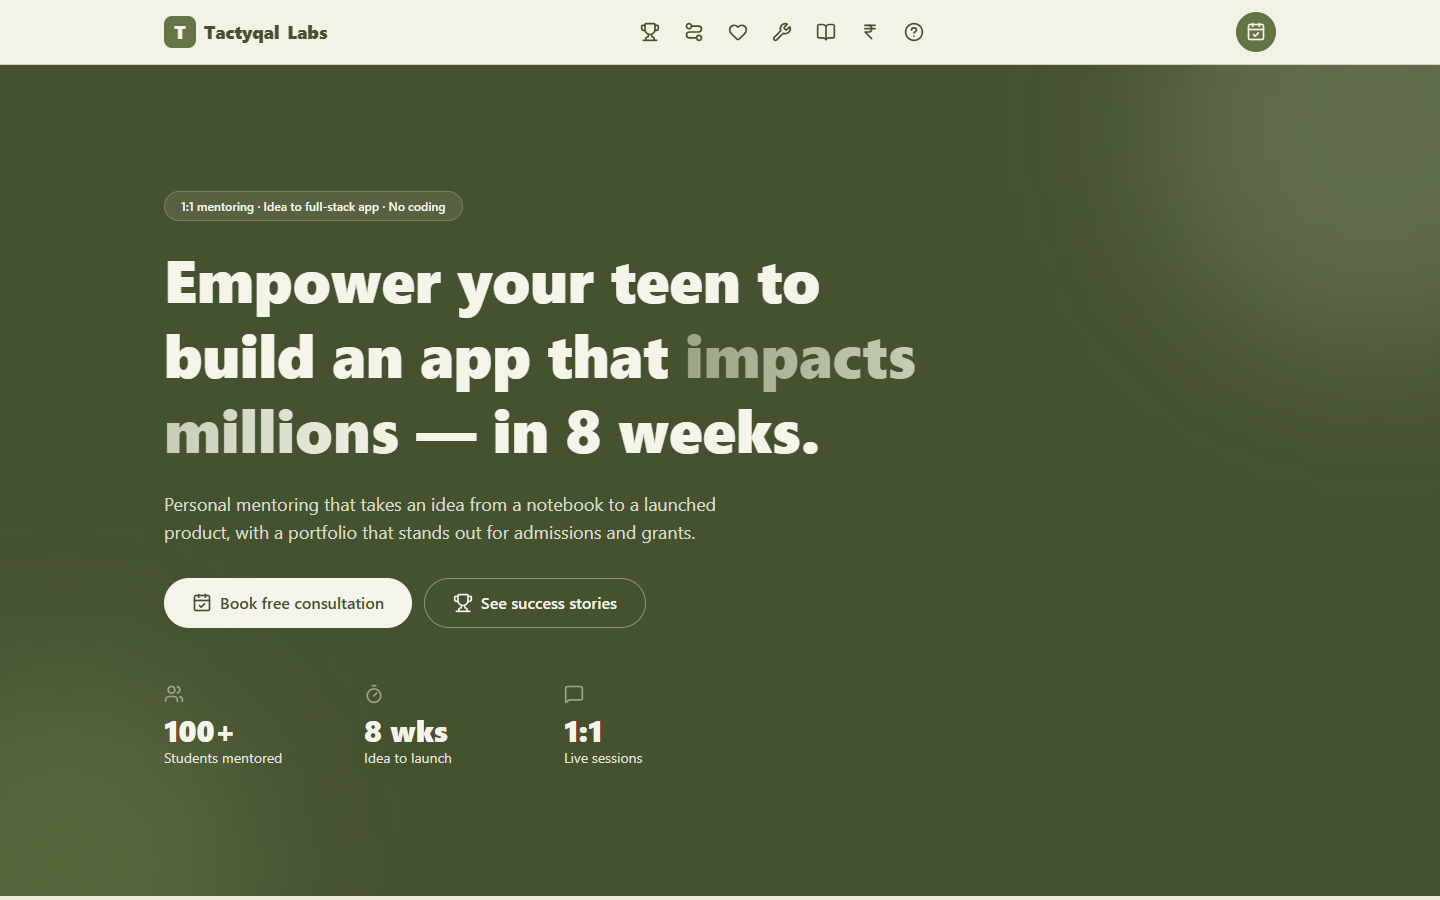 T Tactyqal Labs
₹
1:1 mentoring · Idea to full-stack app · No coding
Empower your teen to
build an app that impacts
millions — in 8 weeks.
Personal mentoring that takes an idea from a notebook to a launched
product, with a portfolio that stands out for admissions and grants.
Book free consultation
See success stories
100+
Students mentored
8 wks
Idea to launch
1:1
Live sessions